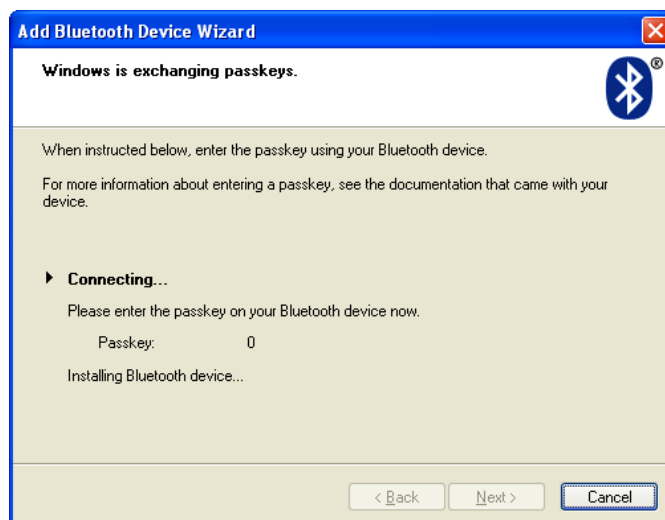 Add Bluetooth Device Wizard
Windows is exchanging passkeys.
®
When instructed below, enter the passkey using your Bluetooth device.
For more information about entering a passkey, see the documentation that came with your
device.
Connecting...
Please enter the passkey on your Bluetooth device now.
Passkey: 0
Installing Bluetooth device...
< Back Next > Cancel